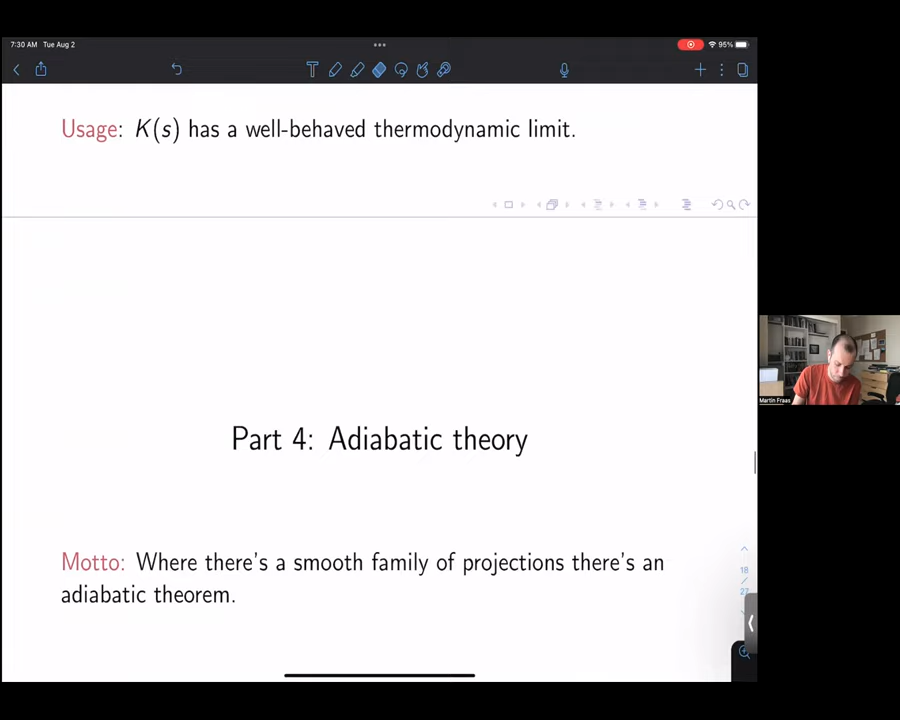 7:30 AM Tue Aug 2
95%
Usage: K(s) has a well-behaved thermodynamic limit.
Part 4: Adiabatic theory
Martin Fraas
Motto: Where there's a smooth family of projections there's an
adiabatic theorem.
18
/